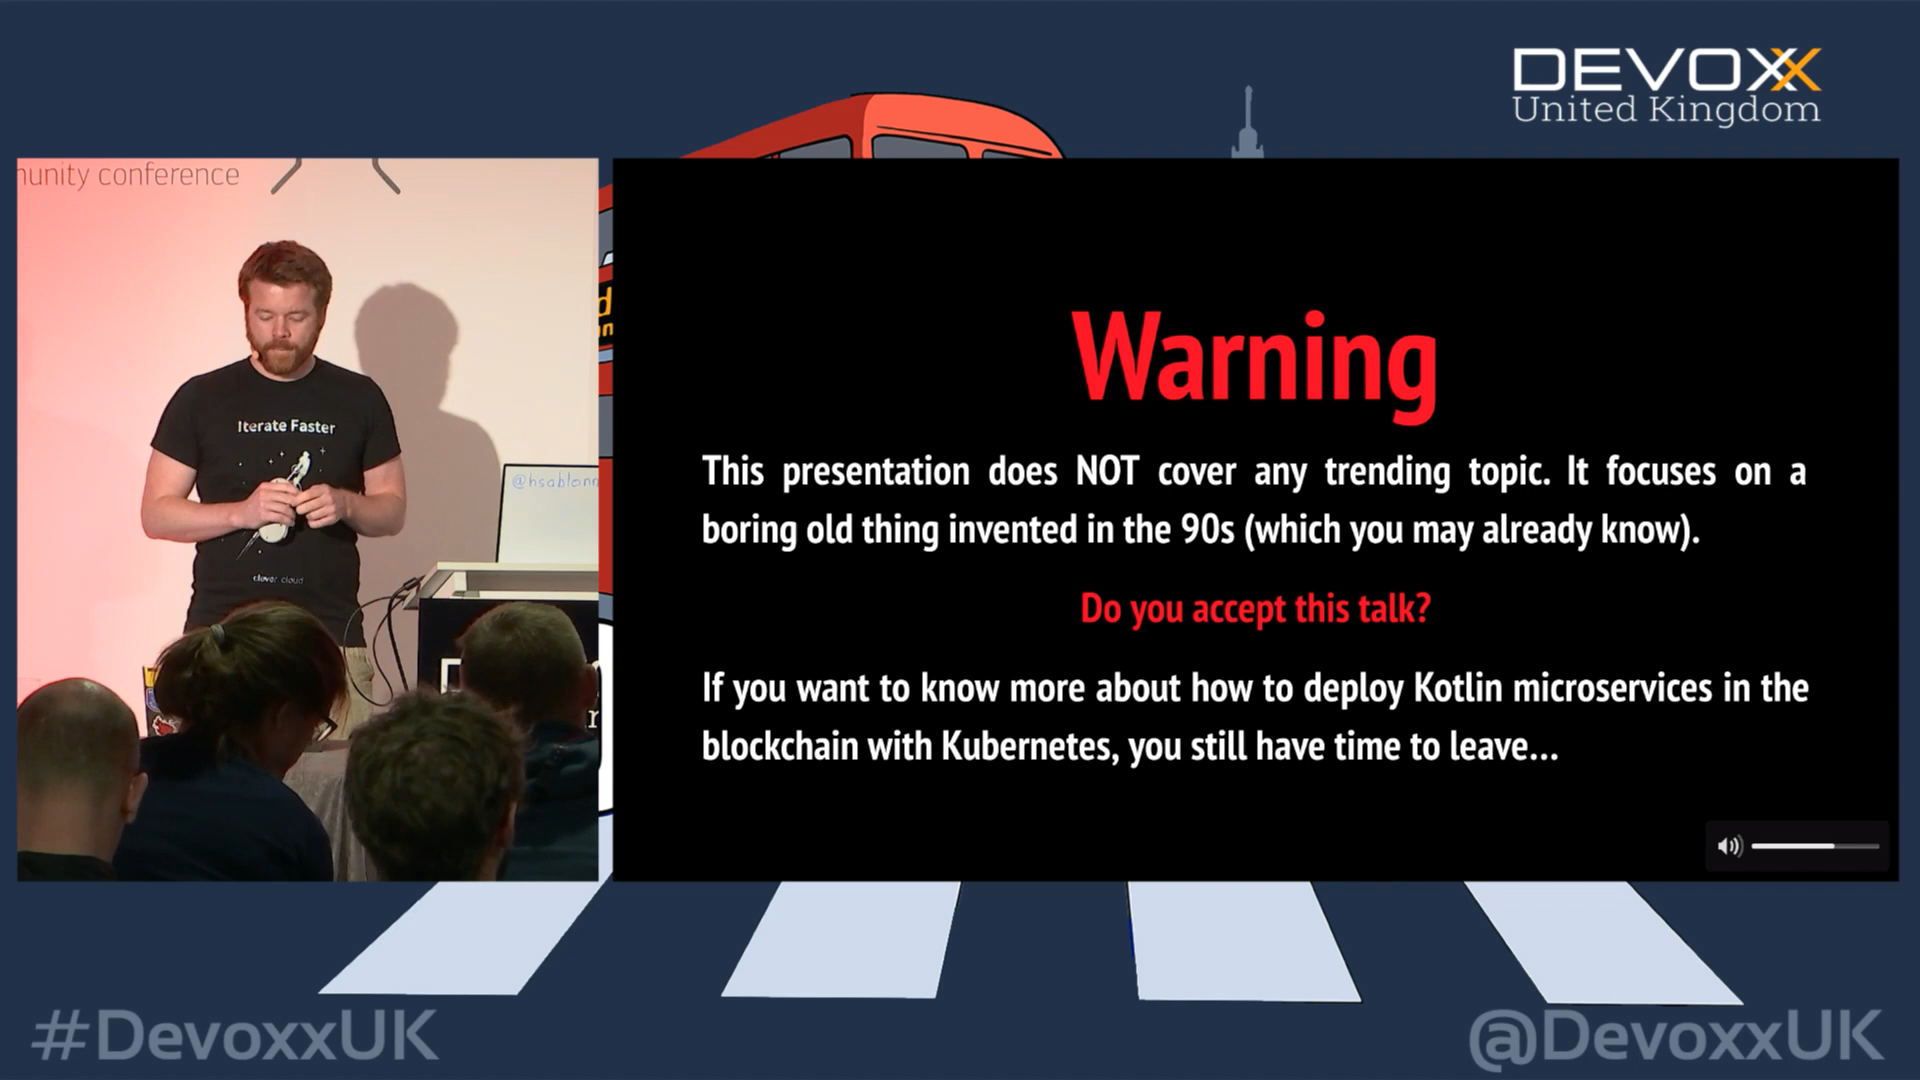 DEVOXX
United Kingdom
conference
Iterate Faster
clever cloud
@hsablonn
Warning
This presentation does NOT cover any trending topic. It focuses on a
boring old thing invented in the 90s (which you may already know).
Do you accept this talk?
If you want to know more about how to deploy Kotlin microservices in the
blockchain with Kubernetes, you still have time to leave...
#DevoxxUK
@DevoxxUK